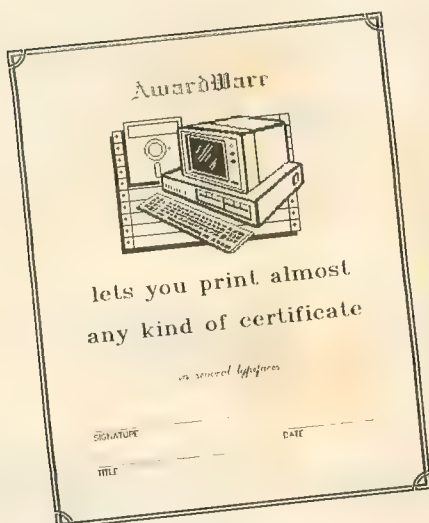 AwardWare
lets you print almost
any kind of certificate
in several typefaces
SIGNATURE
DATE
TITLE